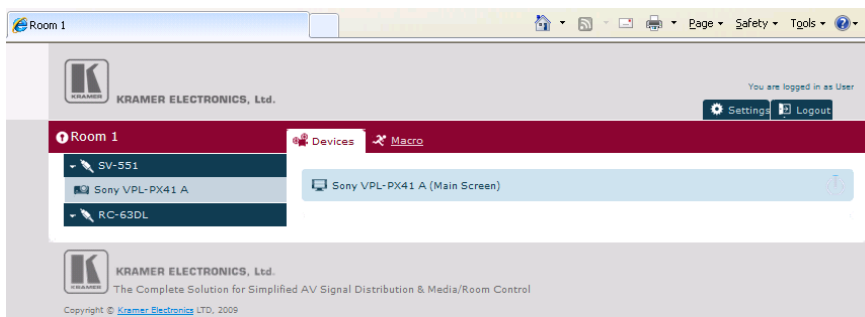 Room 1
Page Safety Tools
KRAMER
KRAMER ELECTRONICS, Ltd.
You are logged in as User
Settings Logout
Room 1
Devices Macro
SV-551
Sony VPL-PX41 A
Sony VPL-PX41 A (Main Screen)
RC-63DL
KRAMER
KRAMER ELECTRONICS, Ltd.
The Complete Solution for Simplified AV Signal Distribution & Media/Room Control
Copyright © Kramer Electronics LTD, 2009